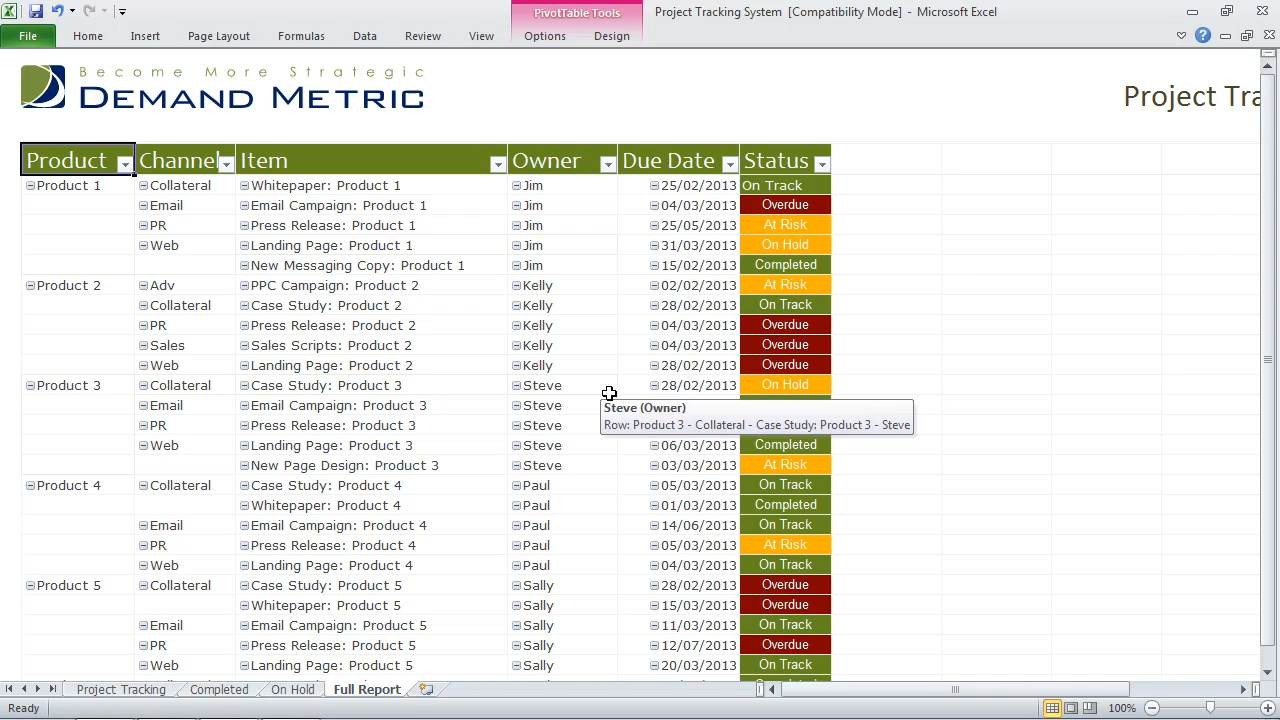 PivotTable Tools
Project Tracking System [Compatibility Mode] - Microsoft Excel
File Home Insert Page Layout Formulas Data Review View Options Design
Become More Strategic
DEMAND METRIC
Project Tra
Product Channel Item Owner Due Date Status
Product 1 Collateral Whitepaper: Product 1 Jim 25/02/2013 On Track
Email Email Campaign: Product 1 Jim 04/03/2013 Overdue
PR Press Release: Product 1 Jim 25/05/2013 At Risk
Web Landing Page: Product 1 Jim 31/03/2013 On Hold
New Messaging Copy: Product 1 Jim 15/02/2013 Completed
Product 2 Adv PPC Campaign: Product 2 Kelly 02/02/2013 At Risk
Collateral Case Study: Product 2 Kelly 28/02/2013 On Track
PR Press Release: Product 2 Kelly 04/03/2013 Overdue
Sales Sales Scripts: Product 2 Kelly 04/03/2013 Overdue
Web Landing Page: Product 2 Kelly 28/02/2013 Overdue
Product 3 Collateral Case Study: Product 3 Steve 28/02/2013 On Hold
Email Email Campaign: Product 3 Steve
Steve (Owner)
PR Press Release: Product 3 Steve
Row: Product 3 - Collateral - Case Study: Product 3 - Steve
Web Landing Page: Product 3 Steve 06/03/2013 Completed
New Page Design: Product 3 Steve 03/03/2013 At Risk
Product 4 Collateral Case Study: Product 4 Paul 05/03/2013 On Track
Whitepaper: Product 4 Paul 01/03/2013 Completed
Email Email Campaign: Product 4 Paul 14/06/2013 On Track
PR Press Release: Product 4 Paul 05/03/2013 At Risk
Web Landing Page: Product 4 Paul 04/03/2013 On Track
Product 5 Collateral Case Study: Product 5 Sally 28/02/2013 Overdue
Whitepaper: Product 5 Sally 15/03/2013 Overdue
Email Email Campaign: Product 5 Sally 11/03/2013 On Track
PR Press Release: Product 5 Sally 12/07/2013 Overdue
Web Landing Page: Product 5 Sally 20/03/2013 On Track
Project Tracking Completed On Hold Full Report
Ready 100%